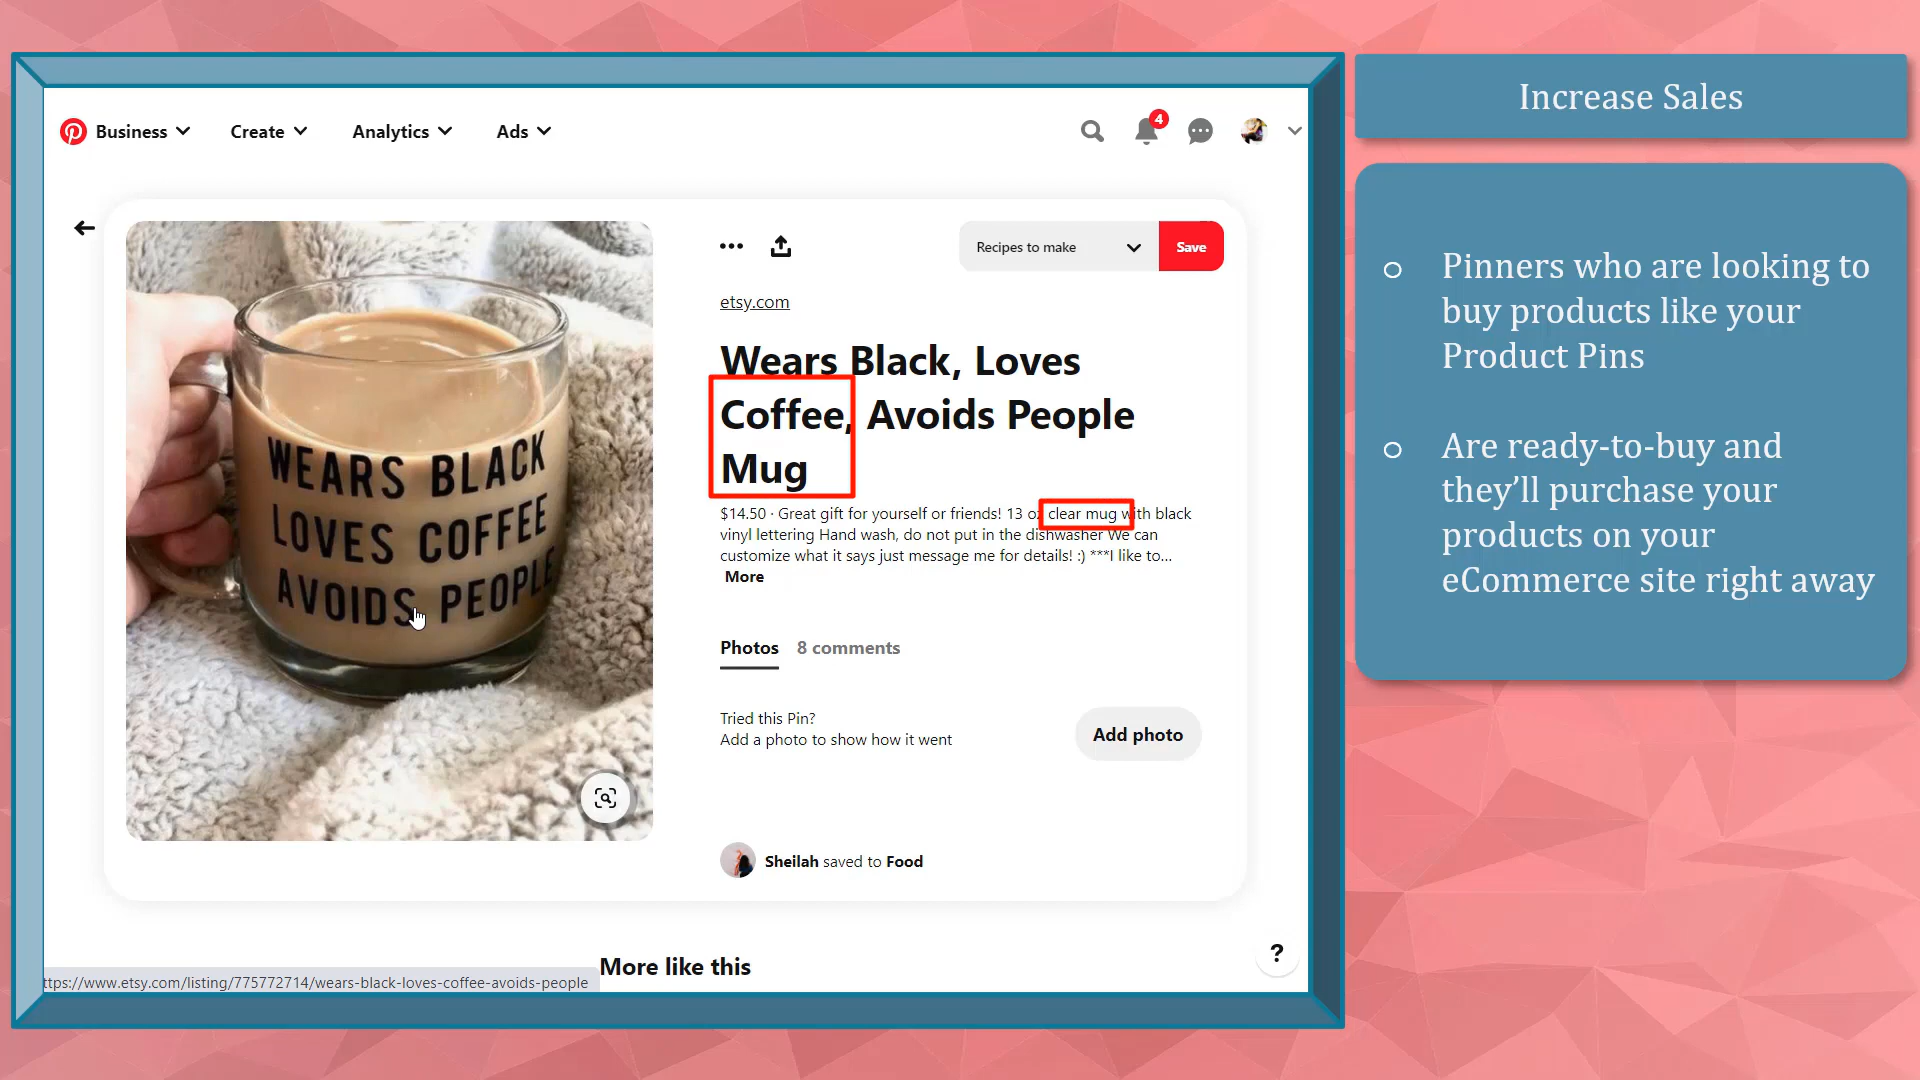 Business
Create
Analytics
Ads
4
Recipes to make
Save
etsy.com
Wears Black, Loves
Coffee, Avoids People
Mug
$14.50 · Great gift for yourself or friends! 13 oz clear mug with black
vinyl lettering Hand wash, do not put in the dishwasher We can
customize what it says just message me for details! :) ***I like to...
More
WEARS BLACK
LOVES COFFEE
AVOIDS PEOPLE
Photos
8 comments
Tried this Pin?
Add a photo to show how it went
Add photo
Sheilah saved to Food
More like this
?
ttps://www.etsy.com/listing/775772714/wears-black-loves-coffee-avoids-people
Increase Sales
Pinners who are looking to
buy products like your
Product Pins
Are ready-to-buy and
they’ll purchase your
products on your
eCommerce site right away